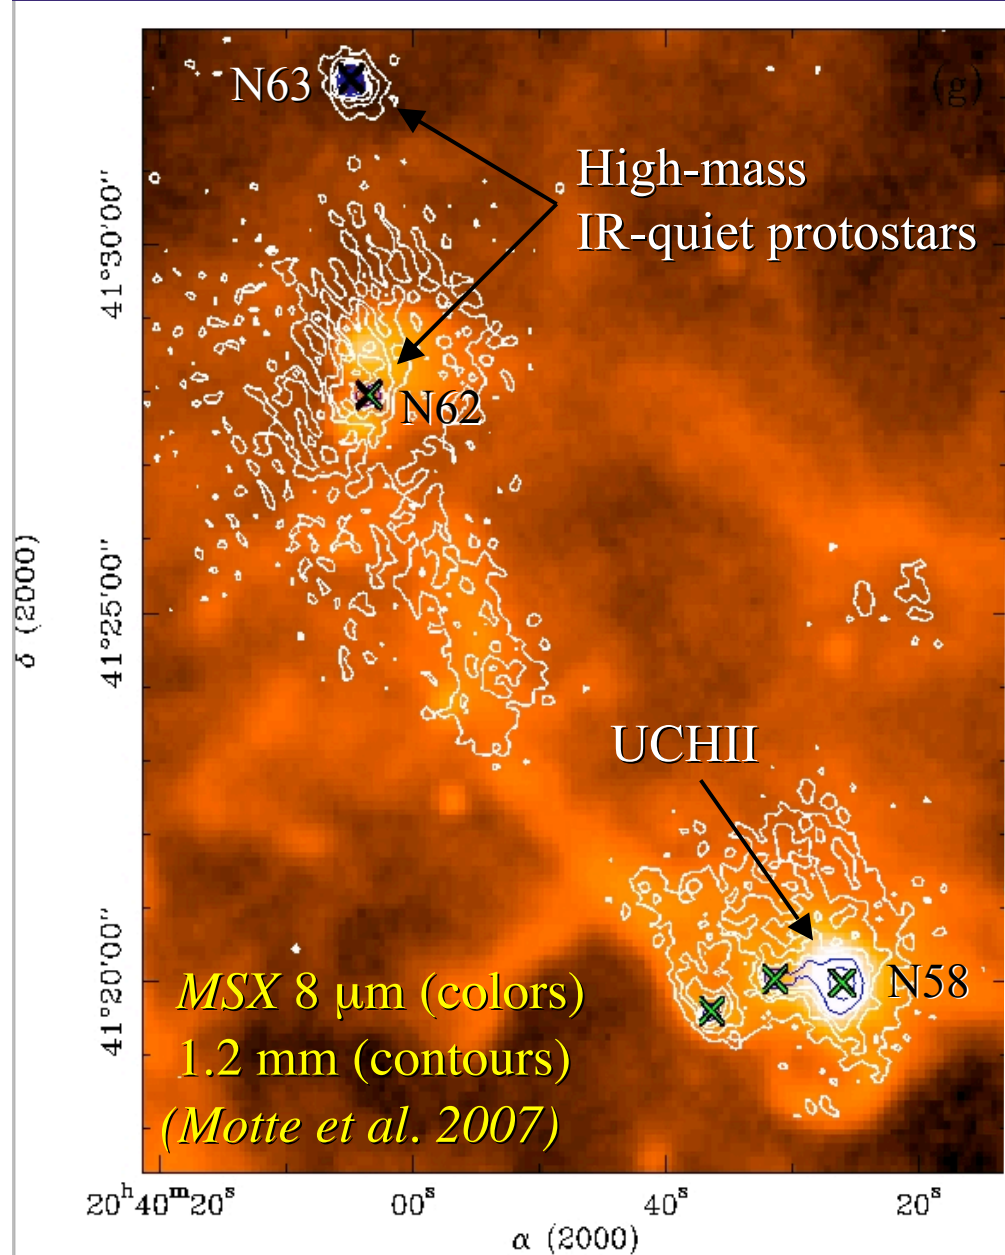 N63
(g)
High-mass
IR-quiet protostars
41°30'00"
N62
41°25'00"
δ (2000)
UCHII
N58
41°20'00"
MSX 8 μm (colors)
1.2 mm (contours)
(Motte et al. 2007)
20ʰ40ᵐ20ˢ 00ˢ 40ˢ 20ˢ
α (2000)